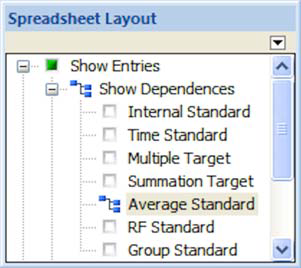 Spreadsheet Layout
Show Entries
Show Dependences
Internal Standard
Time Standard
Multiple Target
Summation Target
Average Standard
RF Standard
Group Standard